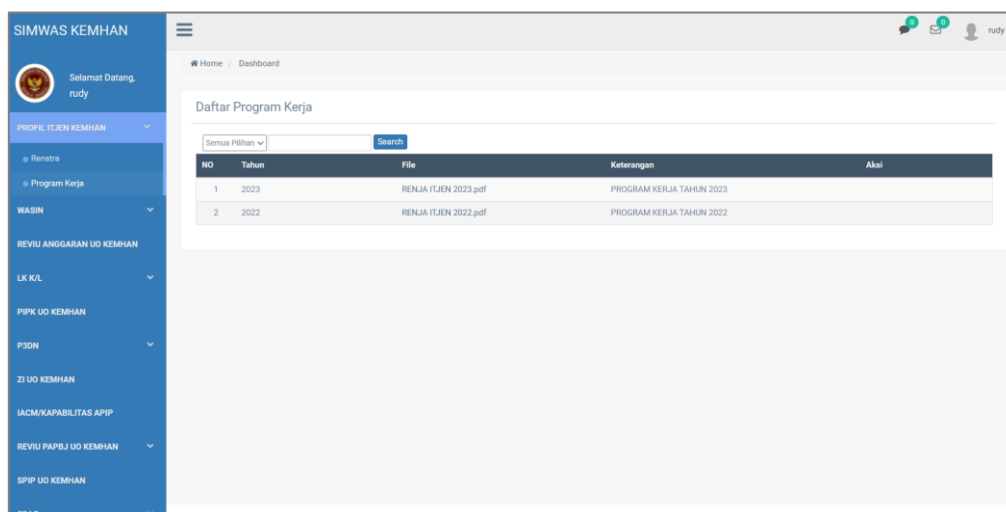 SIMWAS KEMHAN
0 0 rudy
Selamat Datang,
rudy
PROFIL ITJEN KEMHAN
Renstra
Program Kerja
WASIN
REVIU ANGGARAN UO KEMHAN
LK K/L
PIPK UO KEMHAN
P3DN
ZI UO KEMHAN
IACM/KAPABILITAS APIP
REVIU PAPBJ UO KEMHAN
SPIP UO KEMHAN
Home / Dashboard
Daftar Program Kerja
Semua Pilihan Search
NO Tahun File Keterangan Aksi
1 2023 RENJA ITJEN 2023.pdf PROGRAM KERJA TAHUN 2023
2 2022 RENJA ITJEN 2022.pdf PROGRAM KERJA TAHUN 2022